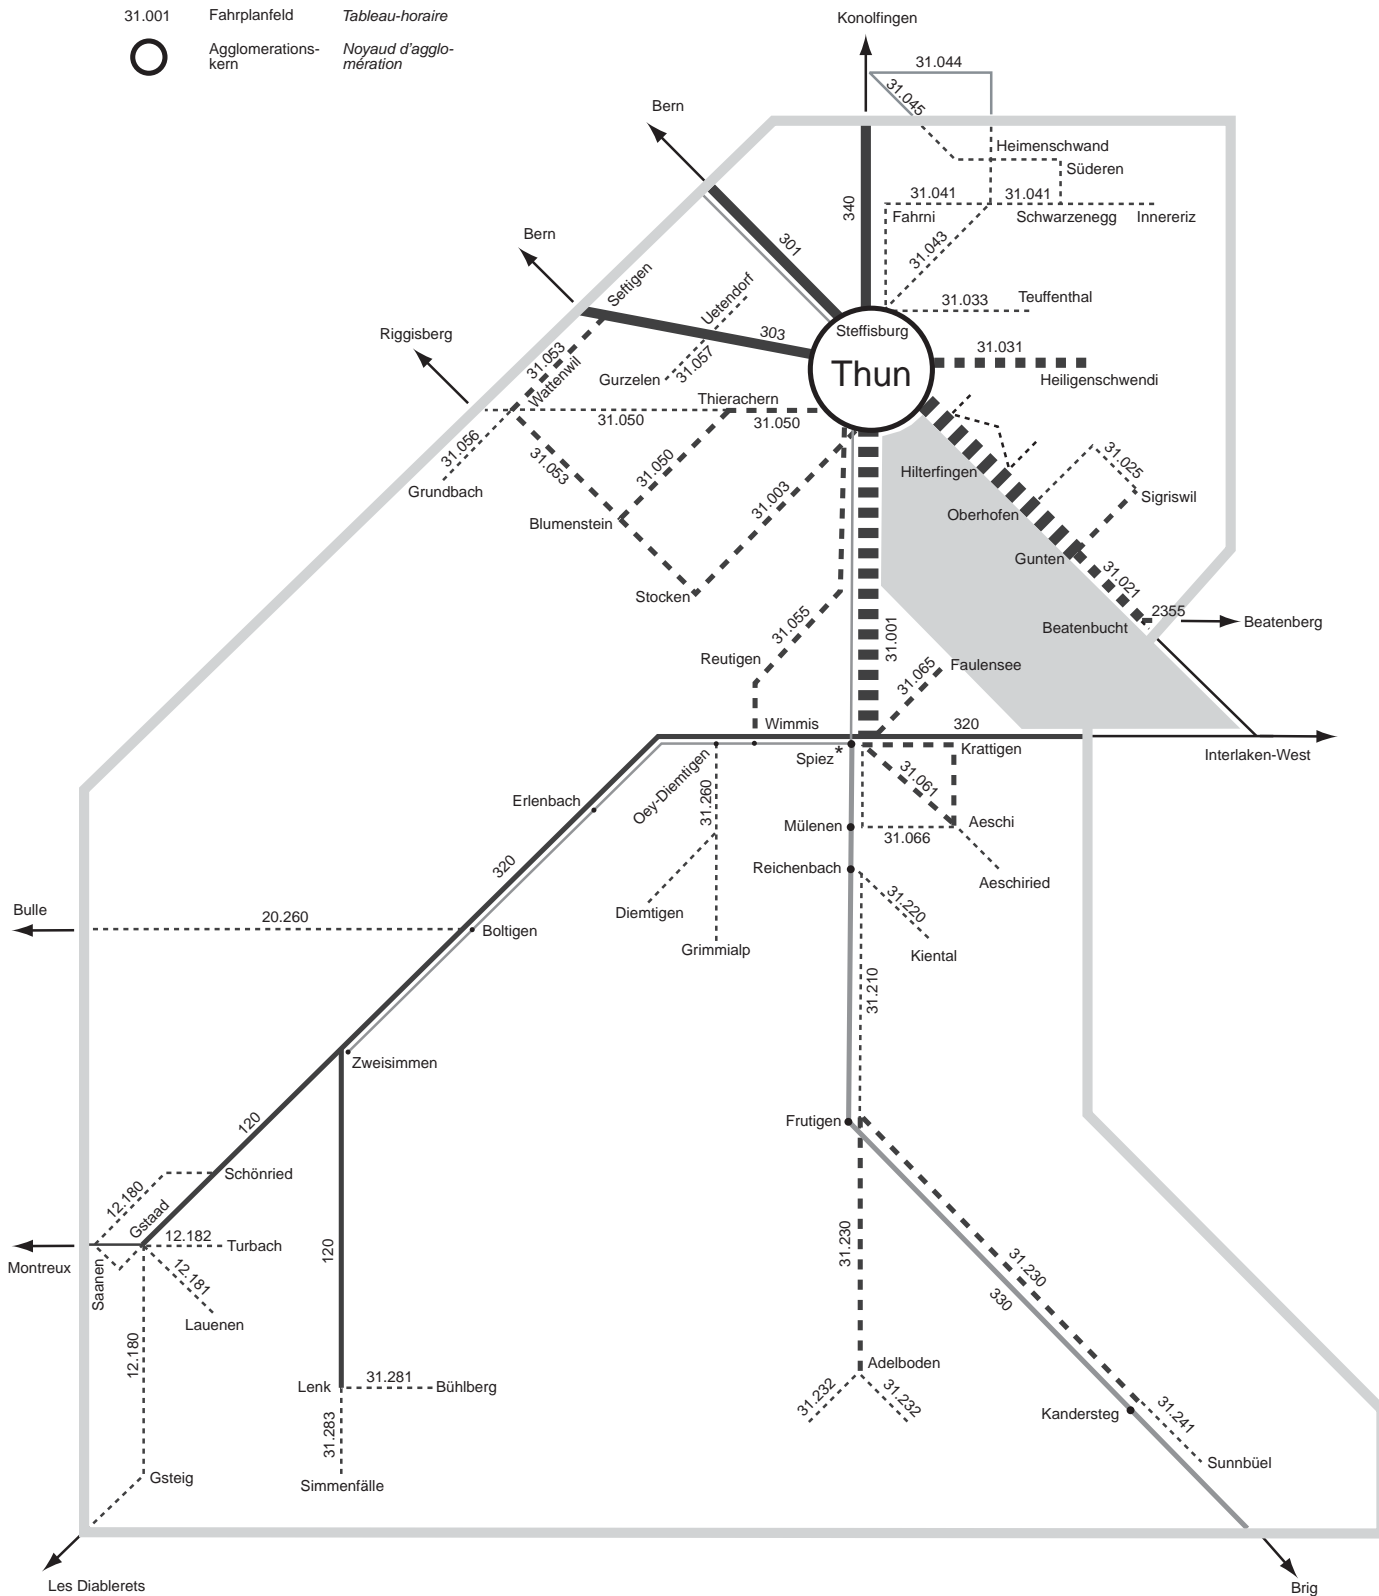 31.001 Fahrplanfeld Tableau-horaire
Agglomerations-
kern
Noyaud d'agglo-
mération
Konolfingen
31.044
31.045
Bern
Heimenschwand
Süderen
31.041
31.041
340
Fahrni
Schwarzenegg
Innereriz
301
31.043
Bern
Seftigen
Uetendorf
31.033
Teuffenthal
Riggisberg
303
Steffisburg
Thun
31.031
Heiligenschwendi
31.053
Wattenwil
31.057
Gurzelen
Thierachern
31.050
31.050
31.056
Grundbach
31.053
31.050
31.003
Blumenstein
Stocken
Hilterfingen
31.025
Sigriswil
Oberhofen
Gunten
31.021
2355
Beatenberg
Beatenbucht
31.055
31.001
Reutigen
31.065
Faulensee
Wimmis
320
Spiez*
Krattigen
Interlaken-West
Oey-Diemtigen
31.260
31.061
Erlenbach
Mülenen
31.066
Aeschi
320
Reichenbach
Aeschiried
31.220
Diemtigen
Bulle
20.260
Boltigen
Grimmialp
Kiental
31.210
Zweisimmen
120
Frutigen
Schönried
12.180
Gstaad
12.182
Turbach
Montreux
Saanen
12.181
120
31.230
31.230
330
Lauenen
12.180
Adelboden
Lenk
31.281
Bühlberg
31.232
31.232
Kandersteg
31.241
31.283
Sunnbüel
Gsteig
Simmenfälle
Les Diablerets
Brig